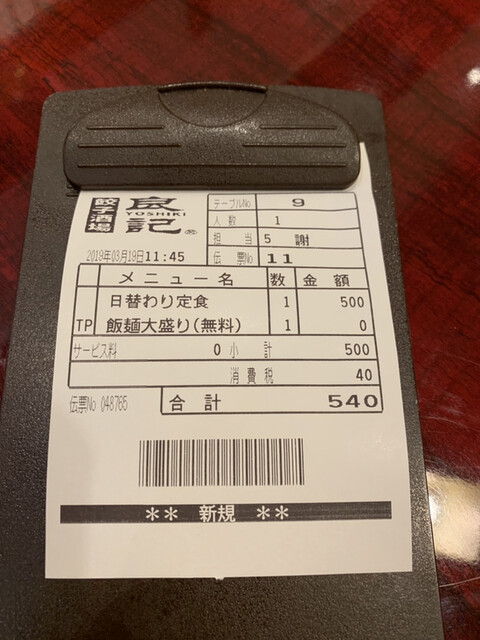 餃子酒場
良記
YOSHIKI®
テーブルNo 9
人数 1
担当 5 謝
2019年03月19日11:45
伝票No 11
メニュー名 数 金額
日替わり定食 1 500
TP 飯麺大盛り(無料) 1 0
サービス料 0 小計 500
消費税 40
伝票No 048765
合計 540
** 新規 **